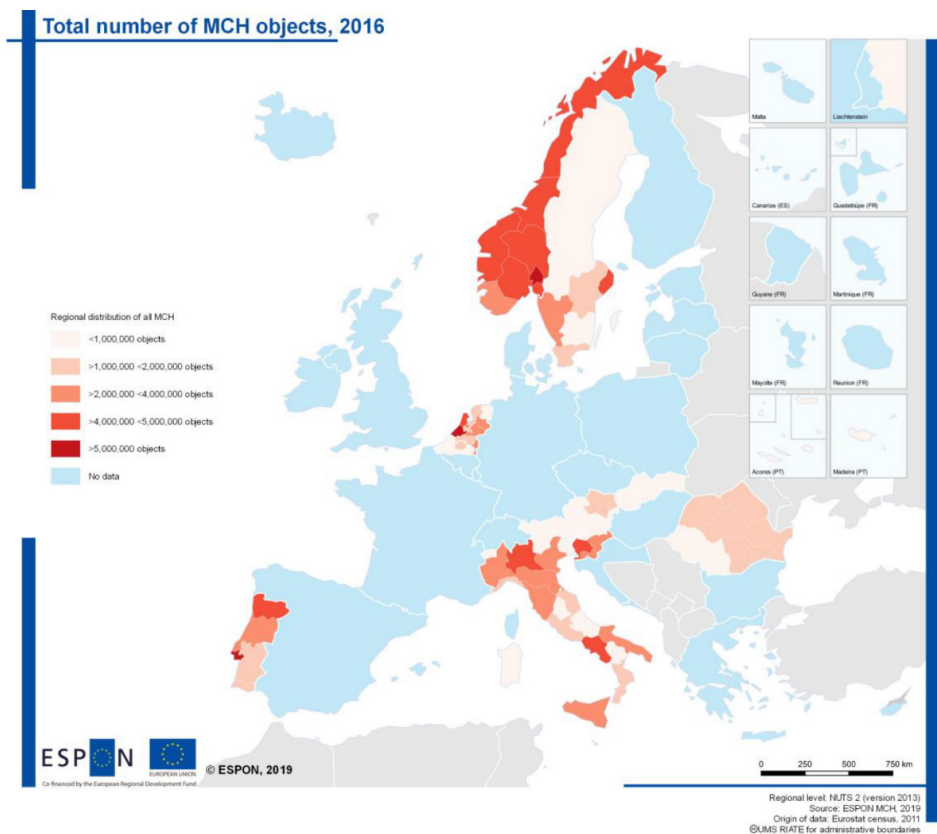 Total number of MCH objects, 2016
Malta
Liechtenstein
Canarias (ES)
Guadeloupe (FR)
Guyane (FR)
Martinique (FR)
Mayotte (FR)
Réunion (FR)
Acores (PT)
Madeira (PT)
Regional distribution of all MCH
<1,000,000 objects
>1,000,000 <2,000,000 objects
>2,000,000 <4,000,000 objects
>4,000,000 <5,000,000 objects
>5,000,000 objects
No data
ESPON
EUROPEAN UNION
© ESPON, 2019
Co-financed by the European Regional Development Fund
0 250 500 750 km
Regional level: NUTS 2 (version 2013)
Source: ESPON MCH, 2019
Origin of data: Eurostat census, 2011
©UMS RIATE for administrative boundaries